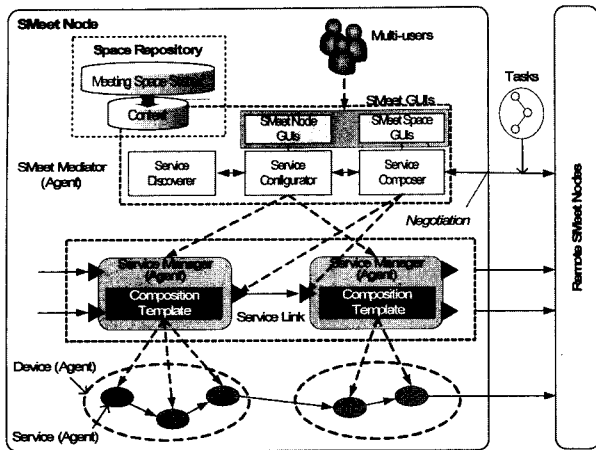 SMeet Node
Space Repository
Meeting Space
Context
Multi-users
SMeet GUIs
SMeet Node
GUIs
SMeet Space
GUIs
Tasks
SMeet Mediator
(Agent)
Service
Discoverer
Service
Configurator
Service
Composer
Negotiation
Remote SMeet Nodes
Service Manager
(Agent)
Composition
Template
Service Link
Service Manager
(Agent)
Composition
Template
Device (Agent)
Service (Agent)